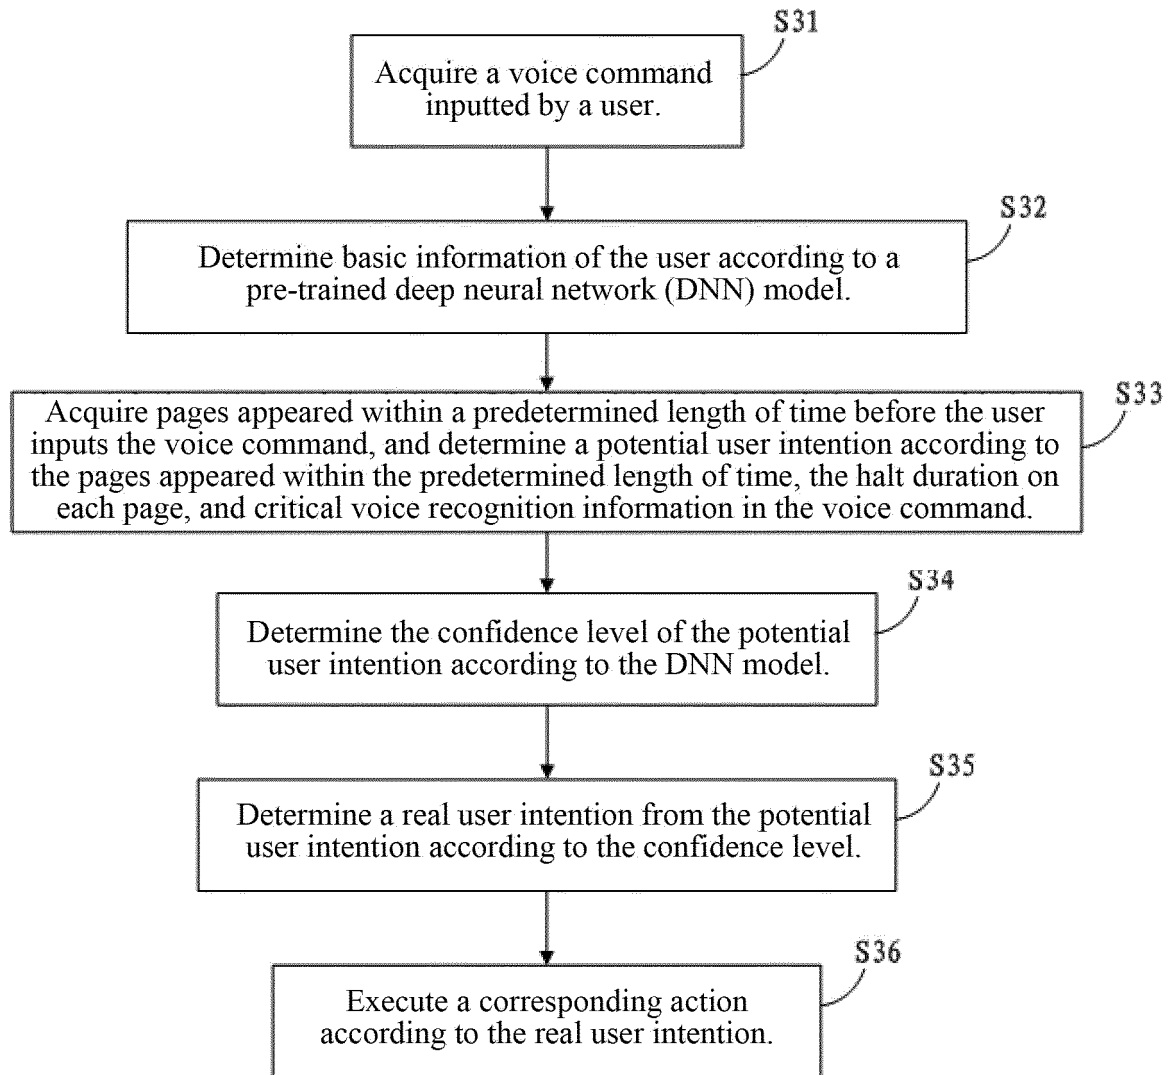 S31
Acquire a voice command
inputted by a user.
S32
Determine basic information of the user according to a
pre-trained deep neural network (DNN) model.
S33
Acquire pages appeared within a predetermined length of time before the user
inputs the voice command, and determine a potential user intention according to
the pages appeared within the predetermined length of time, the halt duration on
each page, and critical voice recognition information in the voice command.
S34
Determine the confidence level of the potential
user intention according to the DNN model.
S35
Determine a real user intention from the potential
user intention according to the confidence level.
S36
Execute a corresponding action
according to the real user intention.